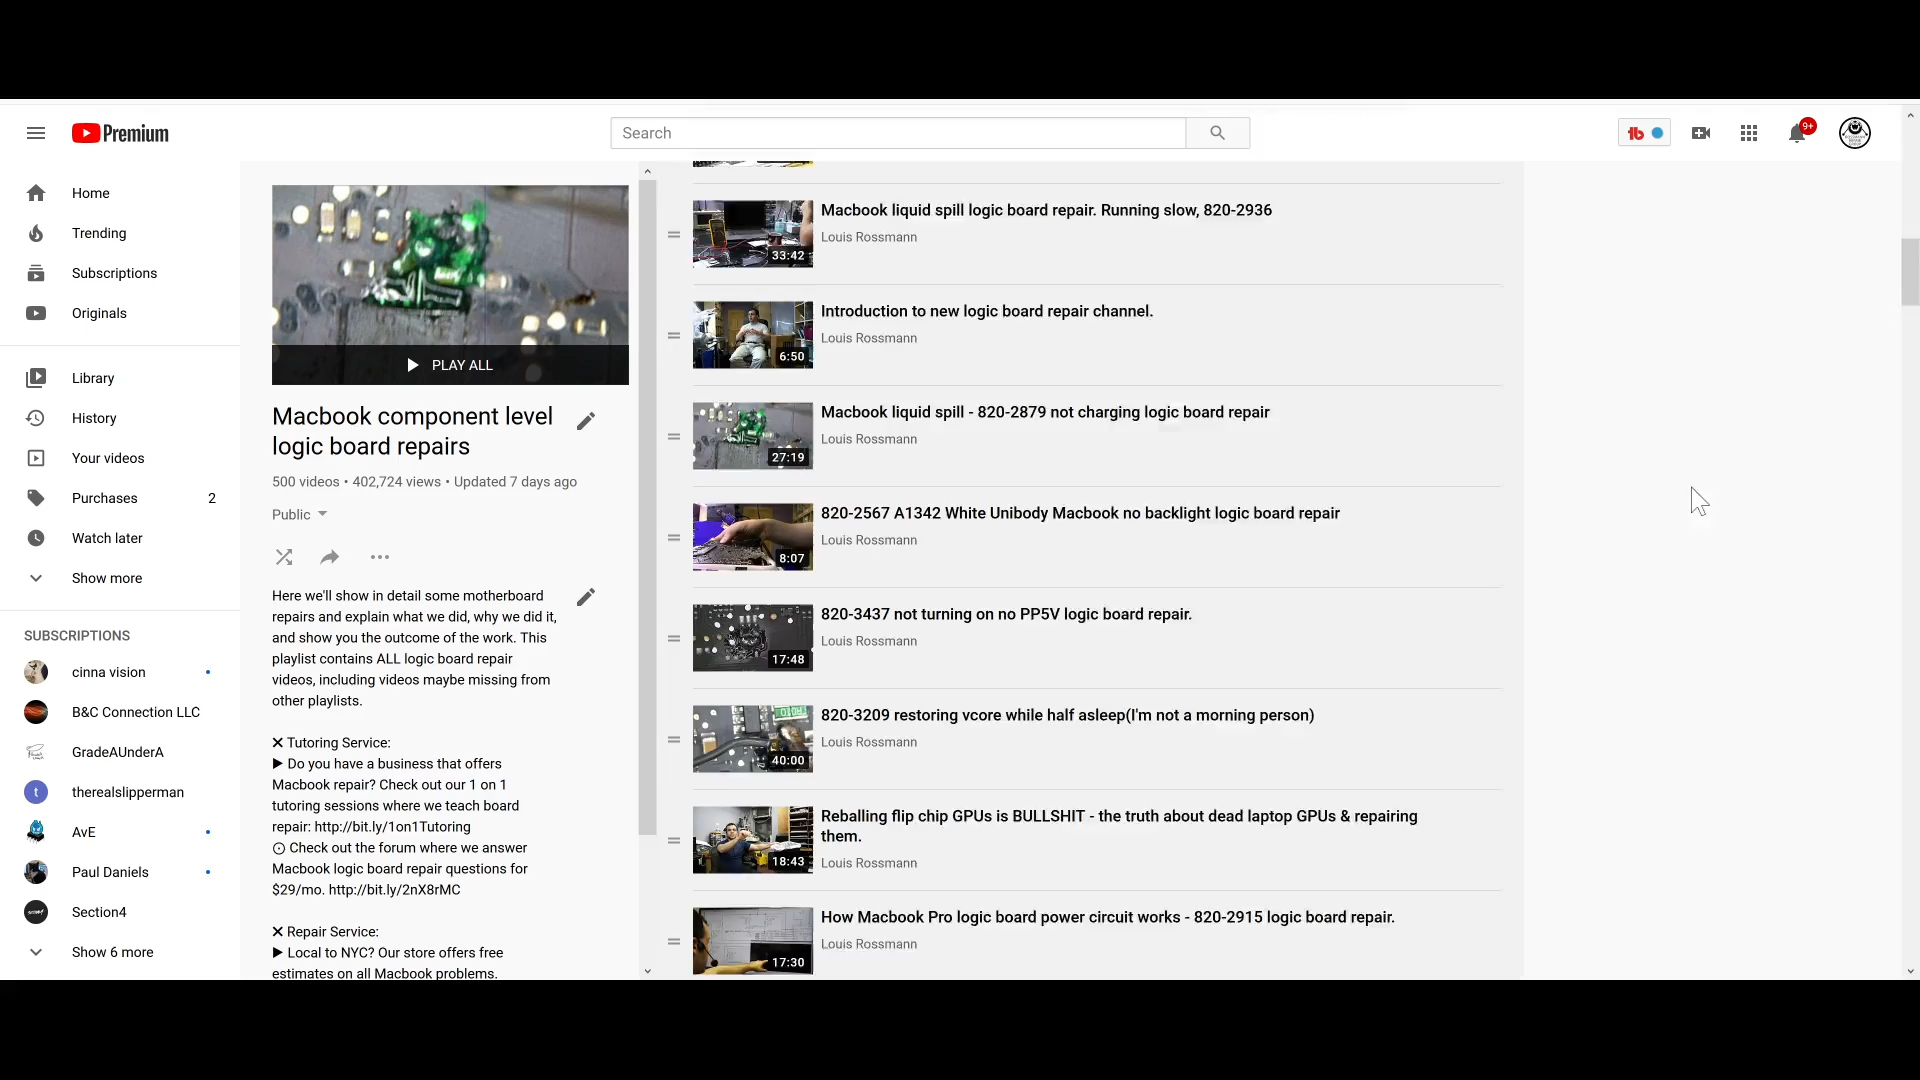 Premium
Search
9+
Home
Trending
Subscriptions
Originals
Library
History
Your videos
Purchases 2
Watch later
Show more
SUBSCRIPTIONS
cinna vision
B&C Connection LLC
GradeAUnderA
t therealslipperman
AvE
Paul Daniels
Section4
Show 6 more
PLAY ALL
Macbook component level
logic board repairs
500 videos • 402,724 views • Updated 7 days ago
Public
Here we'll show in detail some motherboard
repairs and explain what we did, why we did it,
and show you the outcome of the work. This
playlist contains ALL logic board repair
videos, including videos maybe missing from
other playlists.
❌ Tutoring Service:
▶ Do you have a business that offers
Macbook repair? Check out our 1 on 1
tutoring sessions where we teach board
repair: http://bit.ly/1on1Tutoring
⨀ Check out the forum where we answer
Macbook logic board repair questions for
$29/mo. http://bit.ly/2nX8rMC
❌ Repair Service:
▶ Local to NYC? Our store offers free
estimates on all Macbook problems.
Macbook liquid spill logic board repair. Running slow, 820-2936
Louis Rossmann
33:42
Introduction to new logic board repair channel.
Louis Rossmann
6:50
Macbook liquid spill - 820-2879 not charging logic board repair
Louis Rossmann
27:19
820-2567 A1342 White Unibody Macbook no backlight logic board repair
Louis Rossmann
8:07
820-3437 not turning on no PP5V logic board repair.
Louis Rossmann
17:48
820-3209 restoring vcore while half asleep(I'm not a morning person)
Louis Rossmann
40:00
Reballing flip chip GPUs is BULLSHIT - the truth about dead laptop GPUs & repairing
them.
Louis Rossmann
18:43
How Macbook Pro logic board power circuit works - 820-2915 logic board repair.
Louis Rossmann
17:30